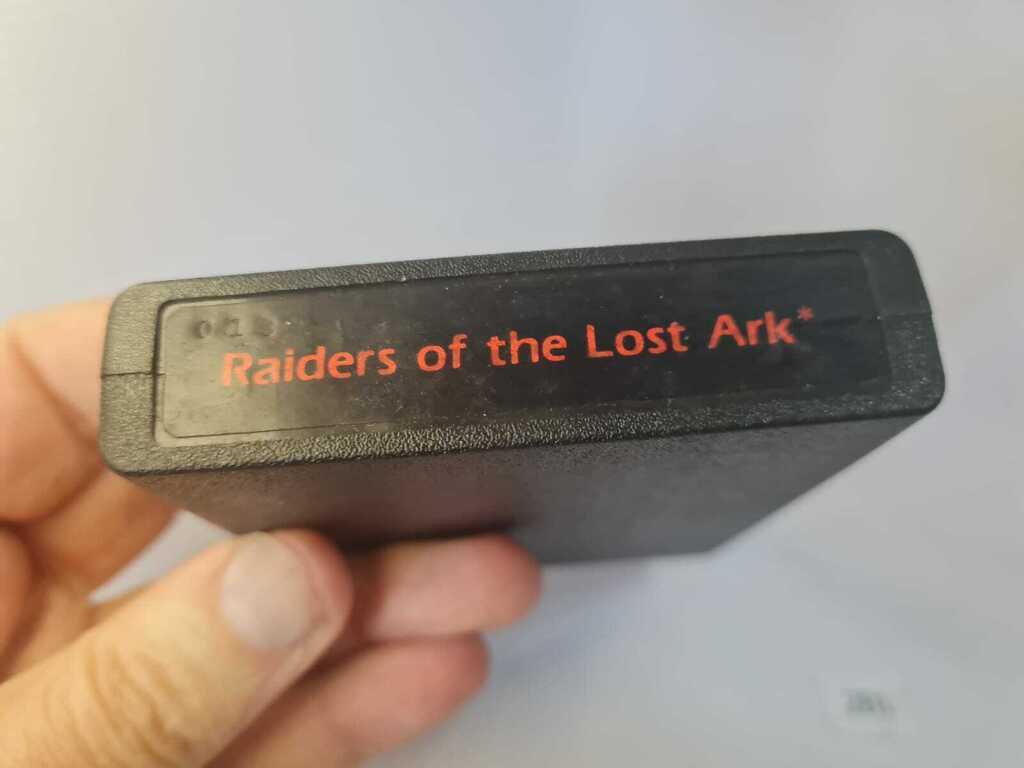 Raiders of the Lost Ark*